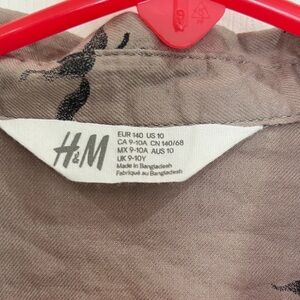 H&M
EUR 140 US 10
CA 9-10A CN 140/68
MX 9-10A AUS 10
UK 9-10Y
Made in Bangladesh
Fabriqué au Bangladesh